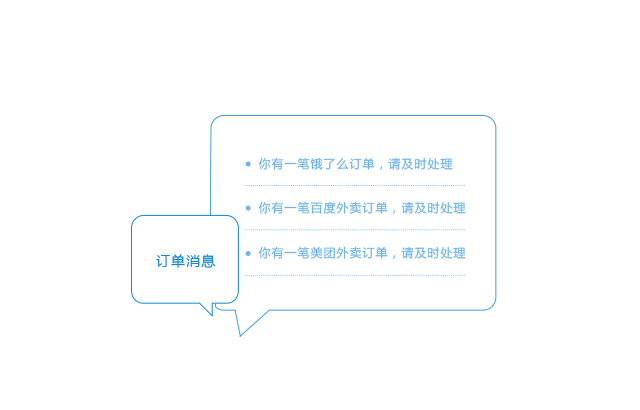 你有一笔饿了么订单，请及时处理
你有一笔百度外卖订单，请及时处理
你有一笔美团外卖订单，请及时处理
订单消息